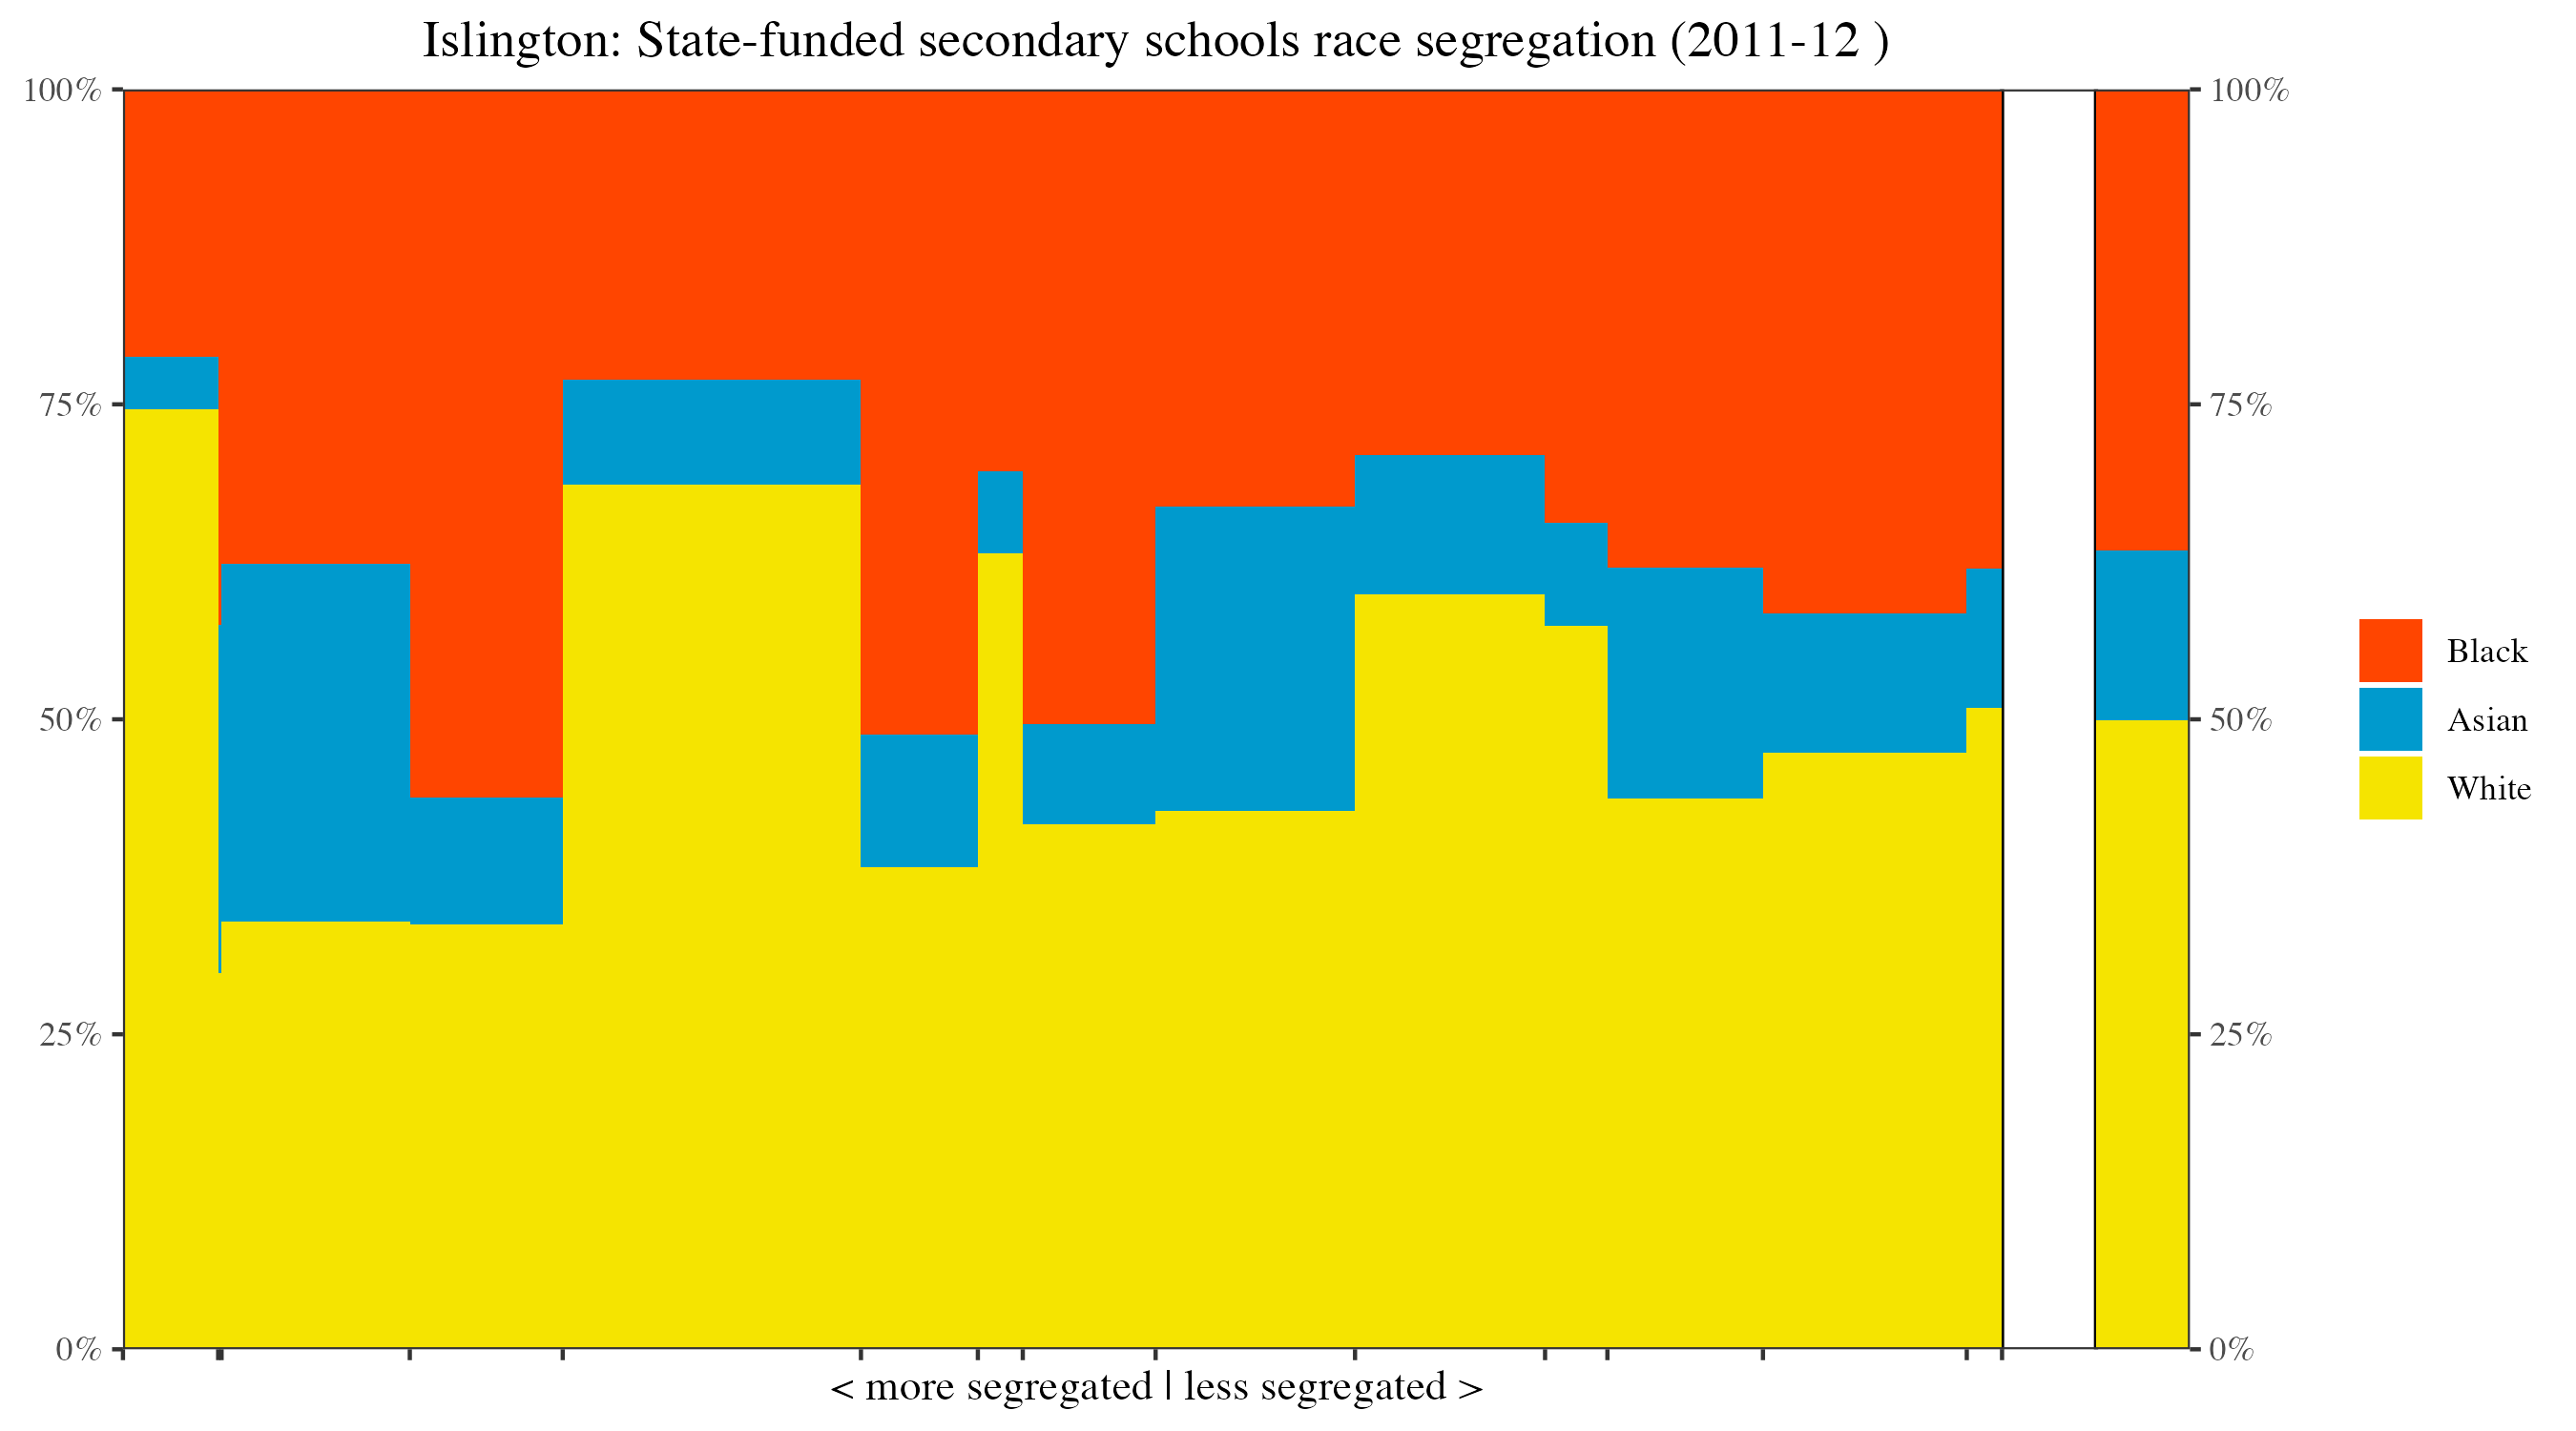 Islington: State-funded secondary schools race segregation (2011-12 )
100%
75%
50%
25%
0%
100%
75%
50%
25%
0%
Black
Asian
White
< more segregated | less segregated >